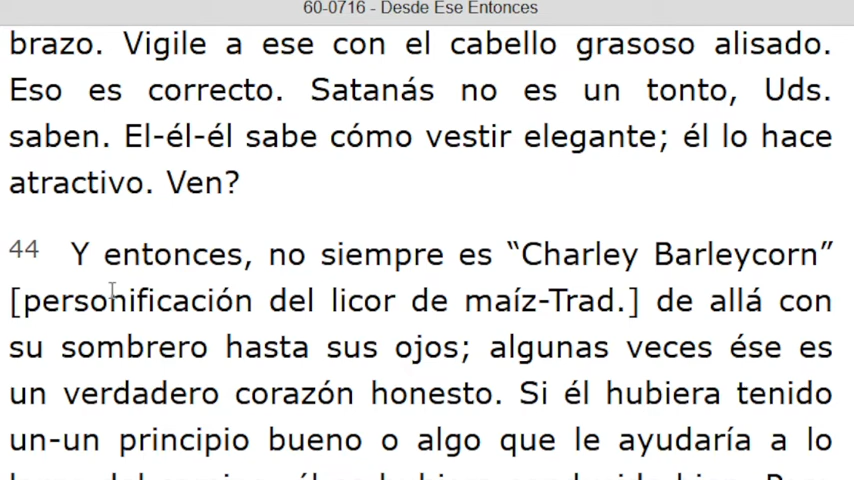 60-0716 - Desde Ese Entonces
brazo. Vigile a ese con el cabello grasoso alisado.
Eso es correcto. Satanás no es un tonto, Uds.
saben. El-él-él sabe cómo vestir elegante; él lo hace
atractivo. Ven?
44 Y entonces, no siempre es “Charley Barleycorn”
[personificación del licor de maíz-Trad.] de allá con
su sombrero hasta sus ojos; algunas veces ése es
un verdadero corazón honesto. Si él hubiera tenido
un-un principio bueno o algo que le ayudaría a lo